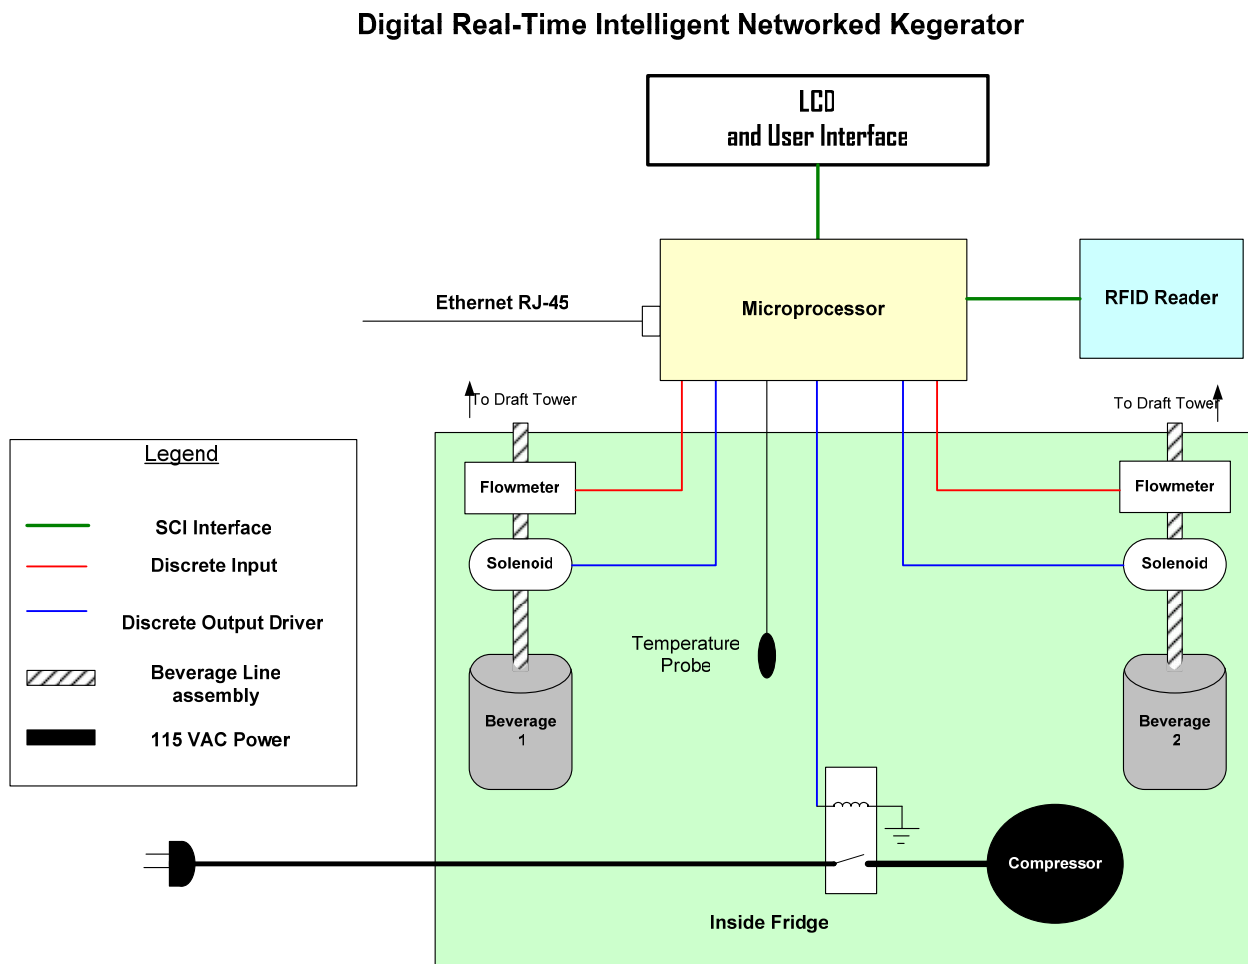 Digital Real-Time Intelligent Networked Kegerator
LCD
and User Interface
Ethernet RJ-45
Microprocessor
RFID Reader
To Draft Tower
To Draft Tower
Legend
SCI Interface
Discrete Input
Discrete Output Driver
Beverage Line
assembly
115 VAC Power
Flowmeter
Solenoid
Beverage
1
Temperature
Probe
Flowmeter
Solenoid
Beverage
2
Compressor
Inside Fridge